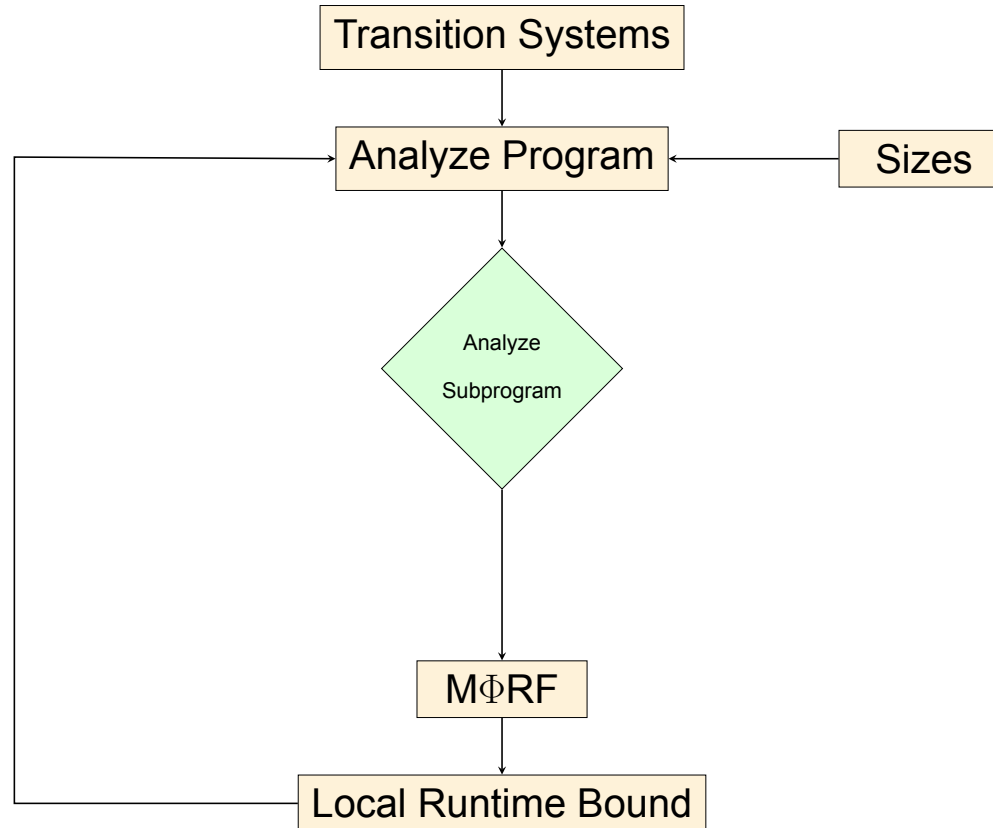 Transition Systems
Analyze Program
Sizes
Analyze
Subprogram
MΦRF
Local Runtime Bound